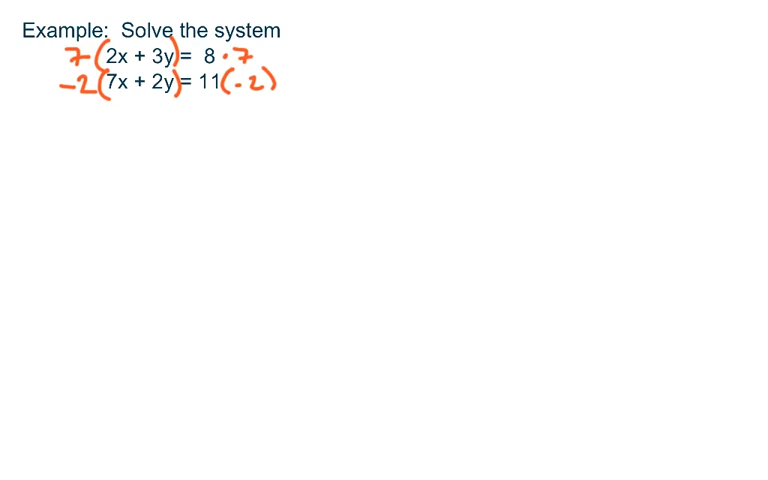 Example: Solve the system
7(2x + 3y) = 8 · 7
-2(7x + 2y) = 11(-2)